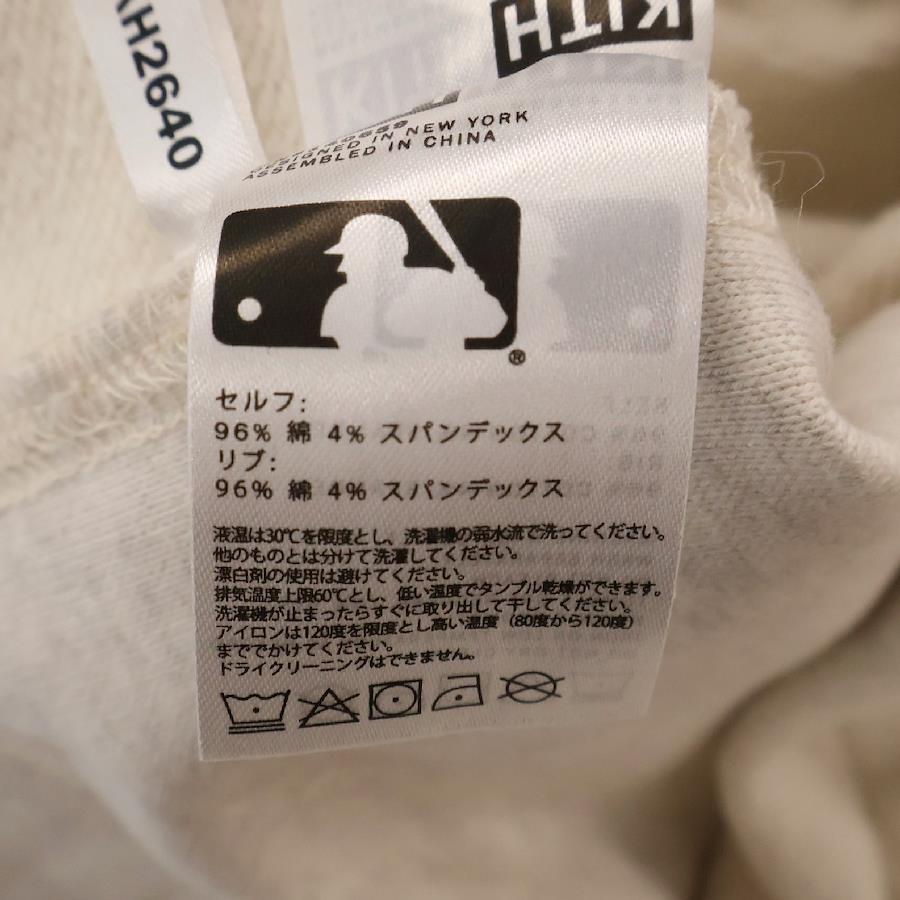 KITH
KH2640
DESIGNED IN NEW YORK
ASSEMBLED IN CHINA
®
セルフ:
96% 綿 4% スパンデックス
リブ:
96% 綿 4% スパンデックス
液温は30℃を限度とし、洗濯機の弱水流で洗ってください。
他のものとは分けて洗濯してください。
漂白剤の使用は避けてください。
排気温度上限60℃とし、低い温度でタンブル乾燥ができます。
洗濯機が止まったらすぐに取り出して干してください。
アイロンは120度を限度とし高い温度（80度から120度）
まででかけてください。
ドライクリーニングはできません。